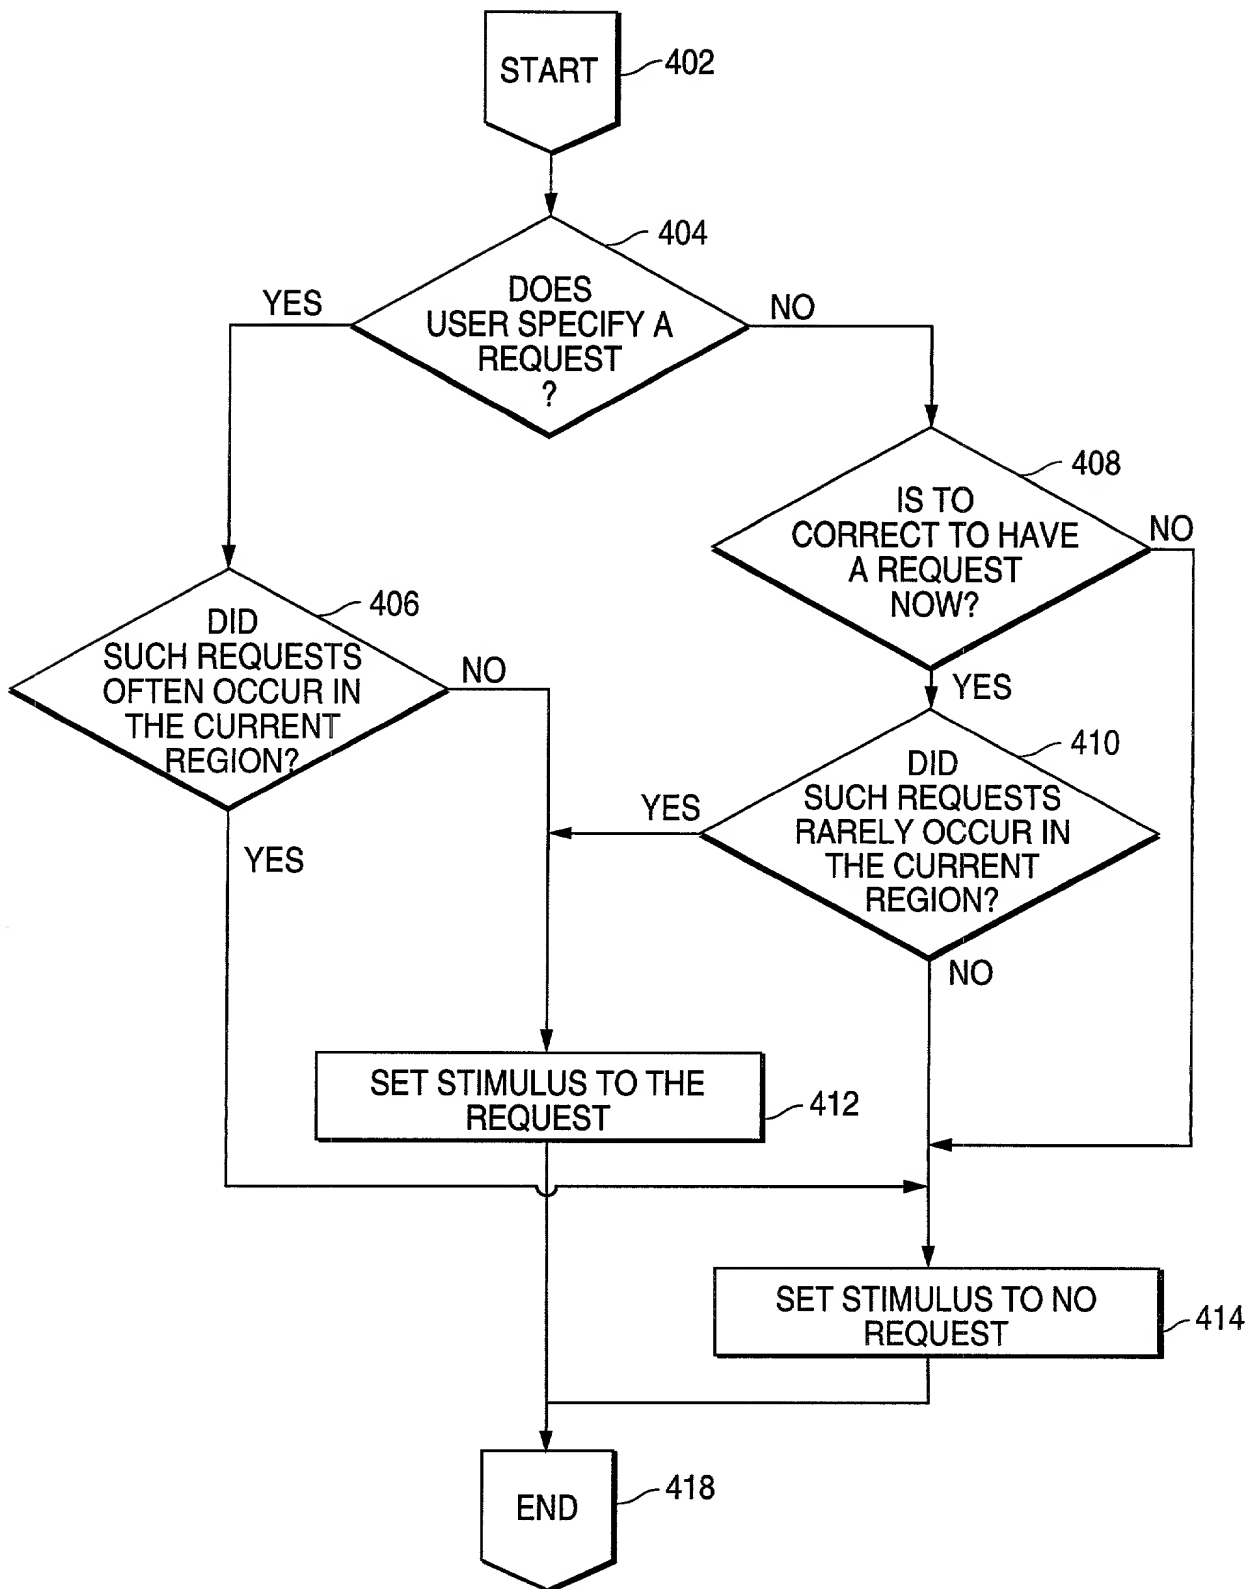 START
402
404
DOES
USER SPECIFY A
REQUEST
?
YES
NO
408
IS TO
CORRECT TO HAVE
A REQUEST
NOW?
NO
YES
406
DID
SUCH REQUESTS
OFTEN OCCUR IN
THE CURRENT
REGION?
NO
YES
410
DID
SUCH REQUESTS
RARELY OCCUR IN
THE CURRENT
REGION?
YES
NO
SET STIMULUS TO THE
REQUEST
412
SET STIMULUS TO NO
REQUEST
414
END
418